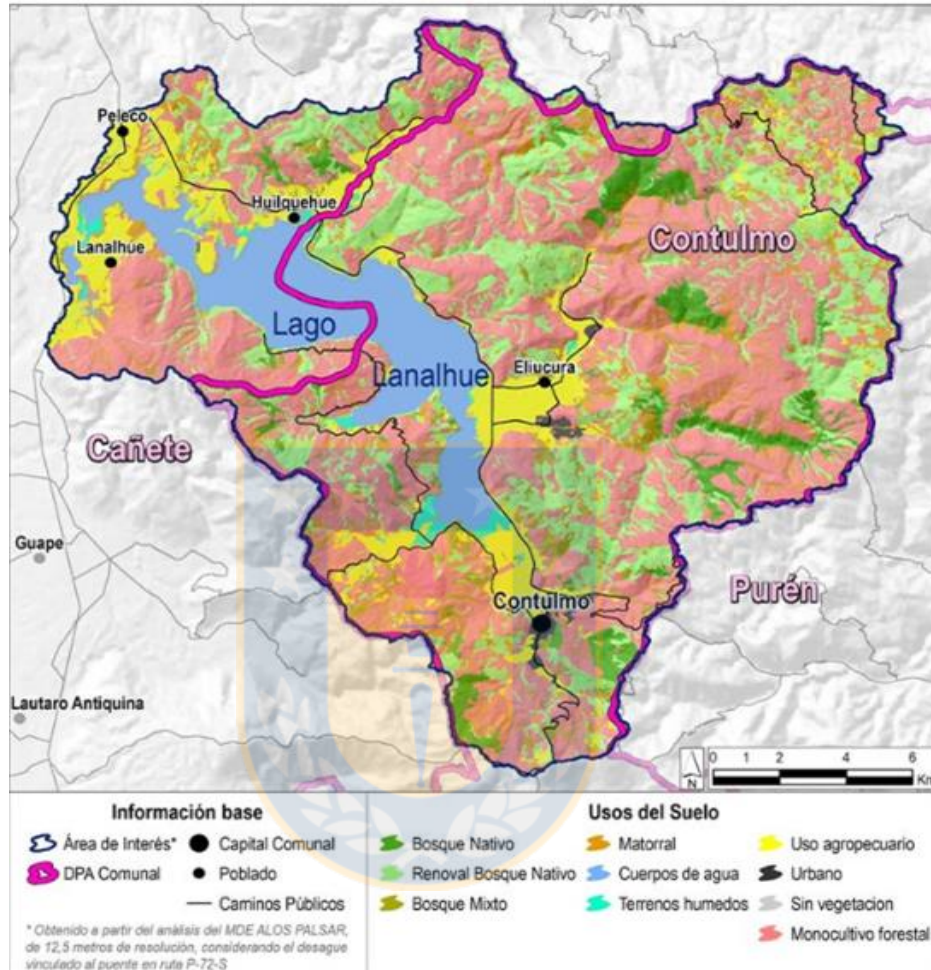 Peleco
Huilquehue
Lanalhue
Contulmo
Lago
Lanalhue
Eliucura
Cañete
Guape
Purén
Contulmo
Lautaro Antiquina
0 1 2 4 6
Km
N
Información base
Área de Interés*
Capital Comunal
DPA Comunal
Poblado
Caminos Públicos
* Obtenido a partir del análisis del MDE ALOS PALSAR,
de 12,5 metros de resolución, considerando el desague
vinculado al puente en ruta P-72-S
Usos del Suelo
Bosque Nativo
Matorral
Uso agropecuario
Renoval Bosque Nativo
Cuerpos de agua
Urbano
Bosque Mixto
Terrenos humedos
Sin vegetacion
Monocultivo forestal